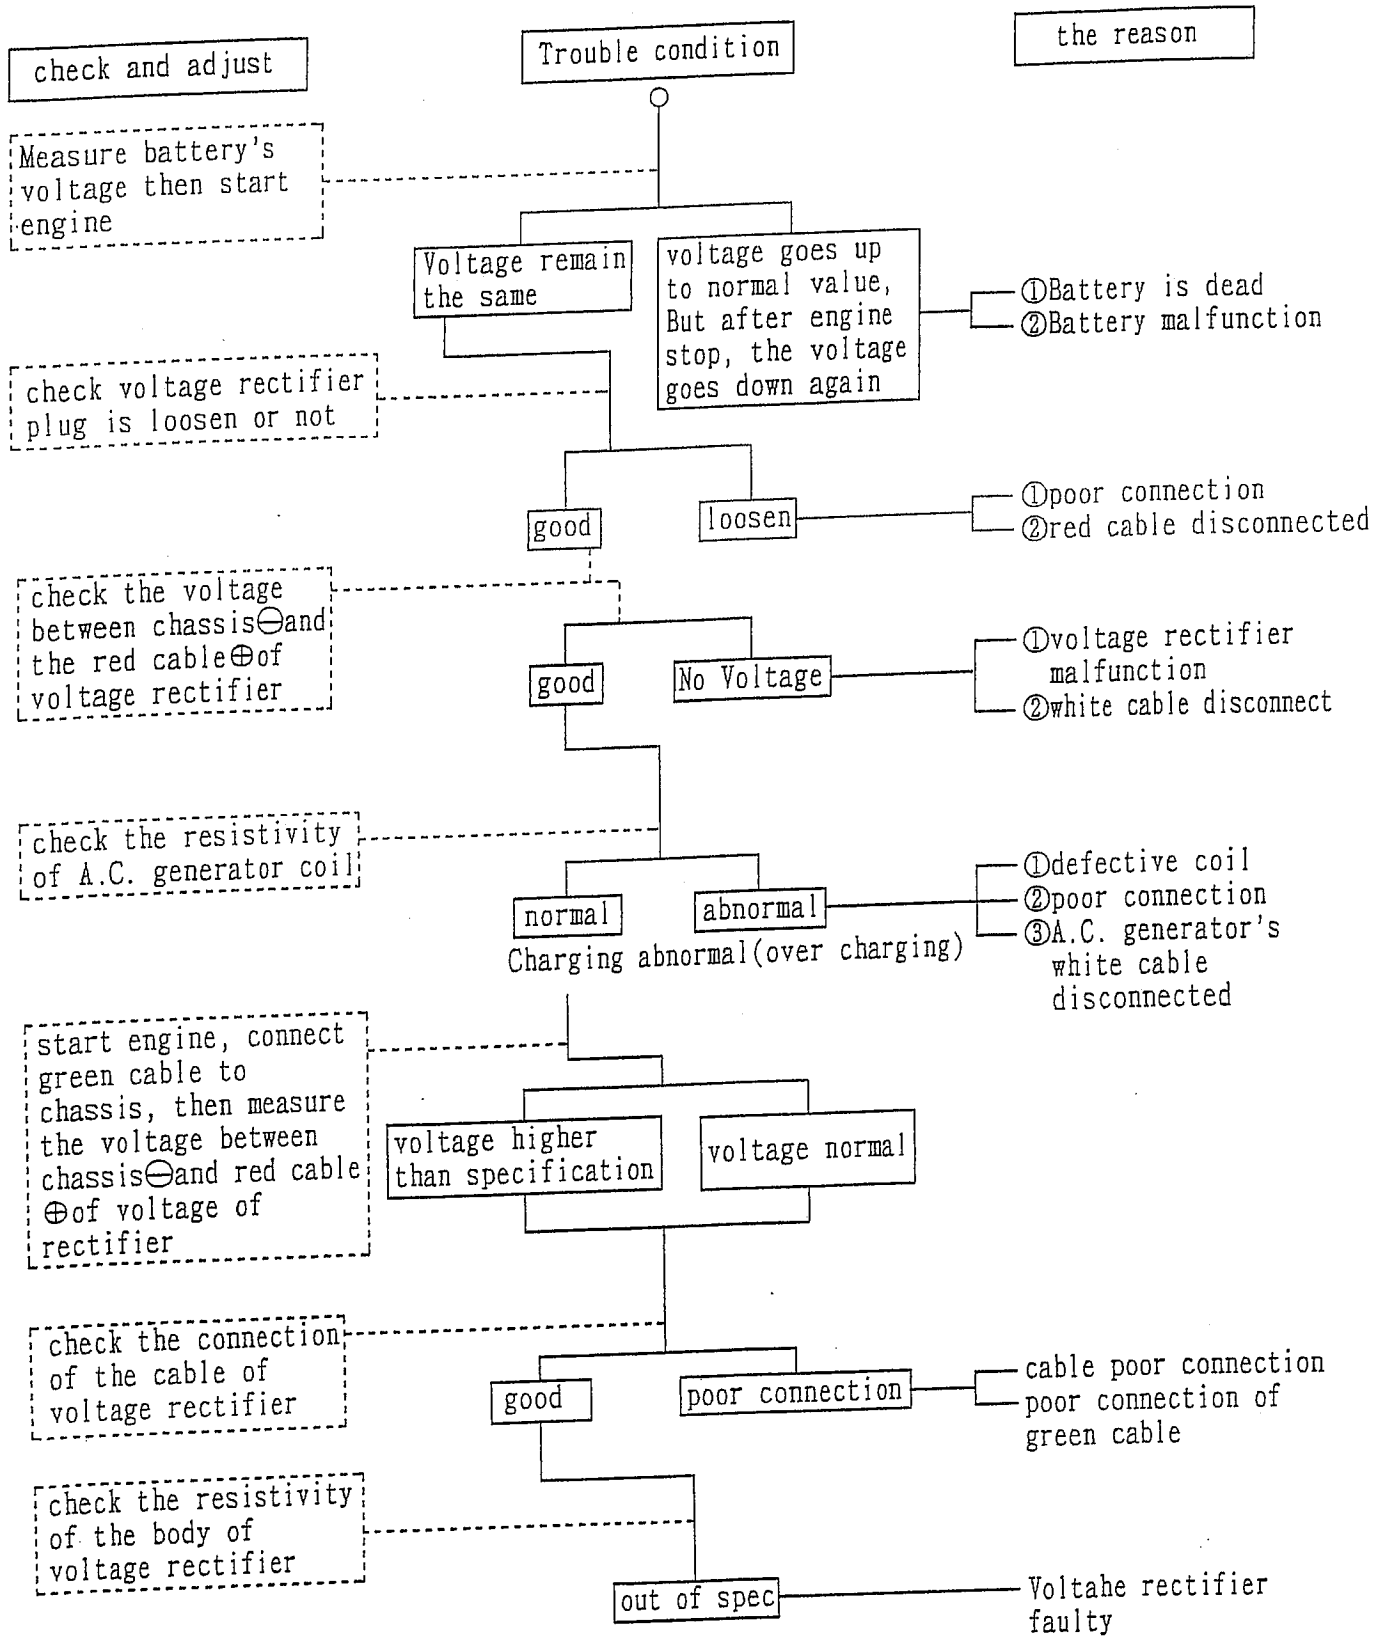 check and adjust
Trouble condition
the reason
Measure battery's
voltage then start
engine
Voltage remain
the same
voltage goes up
to normal value,
But after engine
stop, the voltage
goes down again
①Battery is dead
②Battery malfunction
check voltage rectifier
plug is loosen or not
good
loosen
①poor connection
②red cable disconnected
check the voltage
between chassis⊖and
the red cable⊕of
voltage rectifier
good
No Voltage
①voltage rectifier
malfunction
②white cable disconnect
check the resistivity
of A.C. generator coil
normal
abnormal
①defective coil
②poor connection
③A.C. generator's
white cable
disconnected
Charging abnormal(over charging)
start engine, connect
green cable to
chassis, then measure
the voltage between
chassis⊖and red cable
⊕of voltage of
rectifier
voltage higher
than specification
voltage normal
check the connection
of the cable of
voltage rectifier
good
poor connection
cable poor connection
poor connection of
green cable
check the resistivity
of the body of
voltage rectifier
out of spec
Voltahe rectifier
faulty